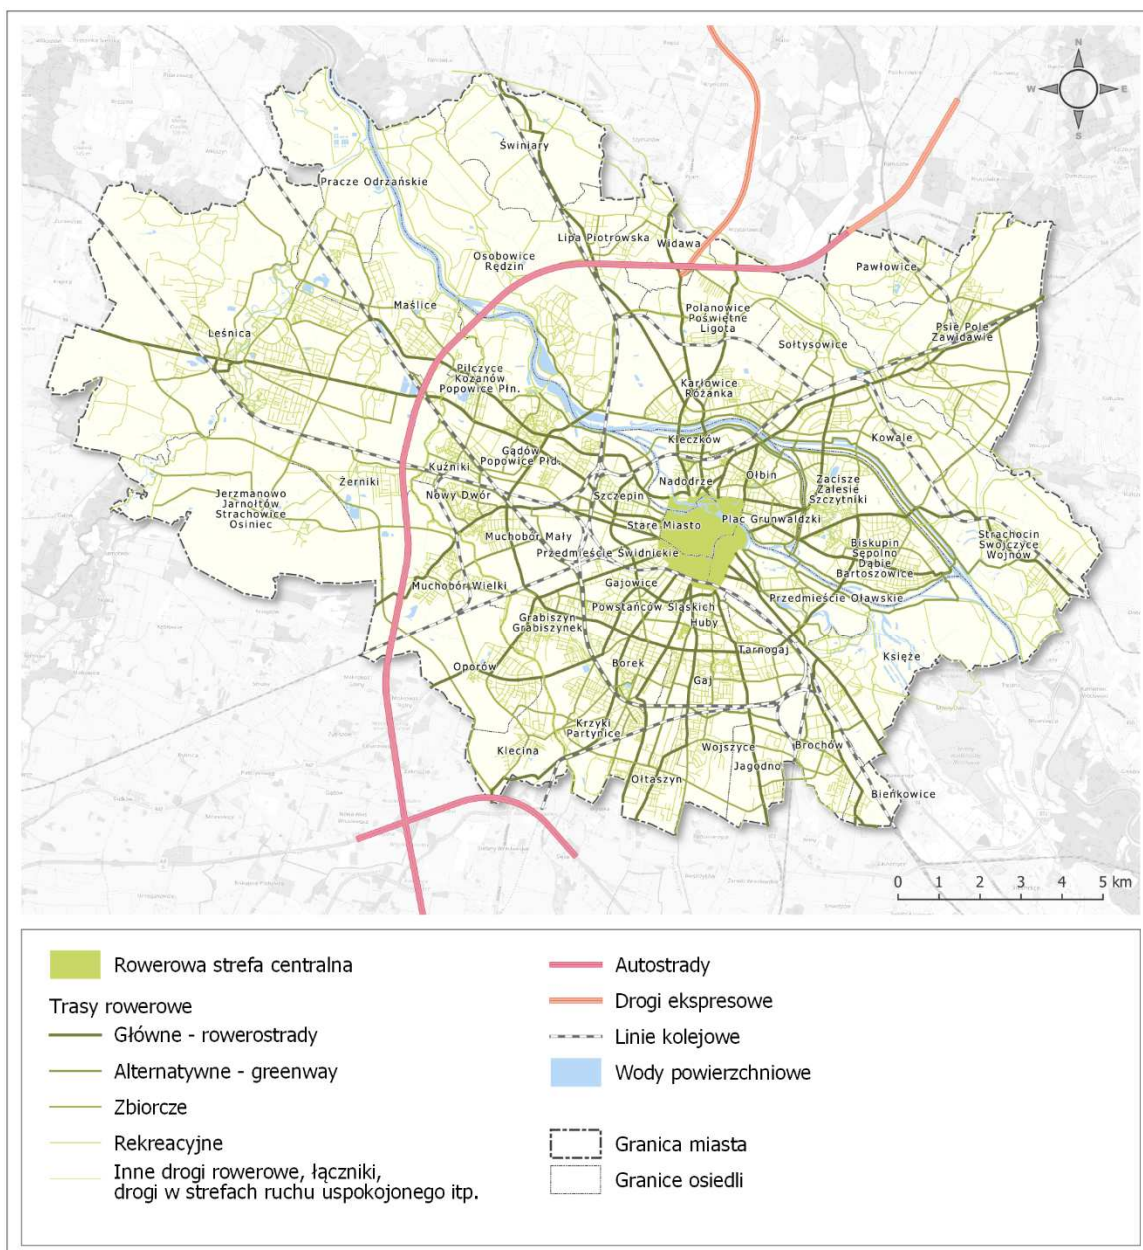 N
W
E
S
Świniary
Pracze Odrzańskie
Lipa Piotrowska
Widawa
Osobowice
Rędzin
Pawłowice
Maślice
Polanowice
Poświętne
Ligota
Psie Pole
Zawidawie
Leśnica
Sołtysowice
Pilczyce
Kozanów
Popowice Płn.
Karłowice
Różanka
Kleczków
Kowale
Gądów
Popowice Płd.
Kuźniki
Ołbin
Zacisze
Zalesie
Szczytniki
Żerniki
Nadodrze
Jerzmanowo
Jarnołtów
Strachowice
Osiniec
Nowy Dwór
Szczepin
Stare Miasto
Plac Grunwaldzki
Muchobór Mały
Strachocin
Swojczyce
Wojnów
Biskupin
Sępolno
Dąbie
Bartoszowice
Przedmieście Świdnickie
Muchobór Wielki
Gajowice
Przedmieście Oławskie
Powstańców Śląskich
Grabiszyn
Grabiszynek
Huby
Tarnogaj
Księże
Oporów
Borek
Gaj
Krzyki
Partynice
Klecina
Wojszyce
Brochów
Jagodno
Ołtaszyn
Bieńkowice
0 1 2 3 4 5 km
Rowerowa strefa centralna
Trasy rowerowe
Główne - rowerostrady
Alternatywne - greenway
Zbiorcze
Rekreacyjne
Inne drogi rowerowe, łączniki,
drogi w strefach ruchu uspokojonego itp.
Autostrady
Drogi ekspresowe
Linie kolejowe
Wody powierzchniowe
Granica miasta
Granice osiedli